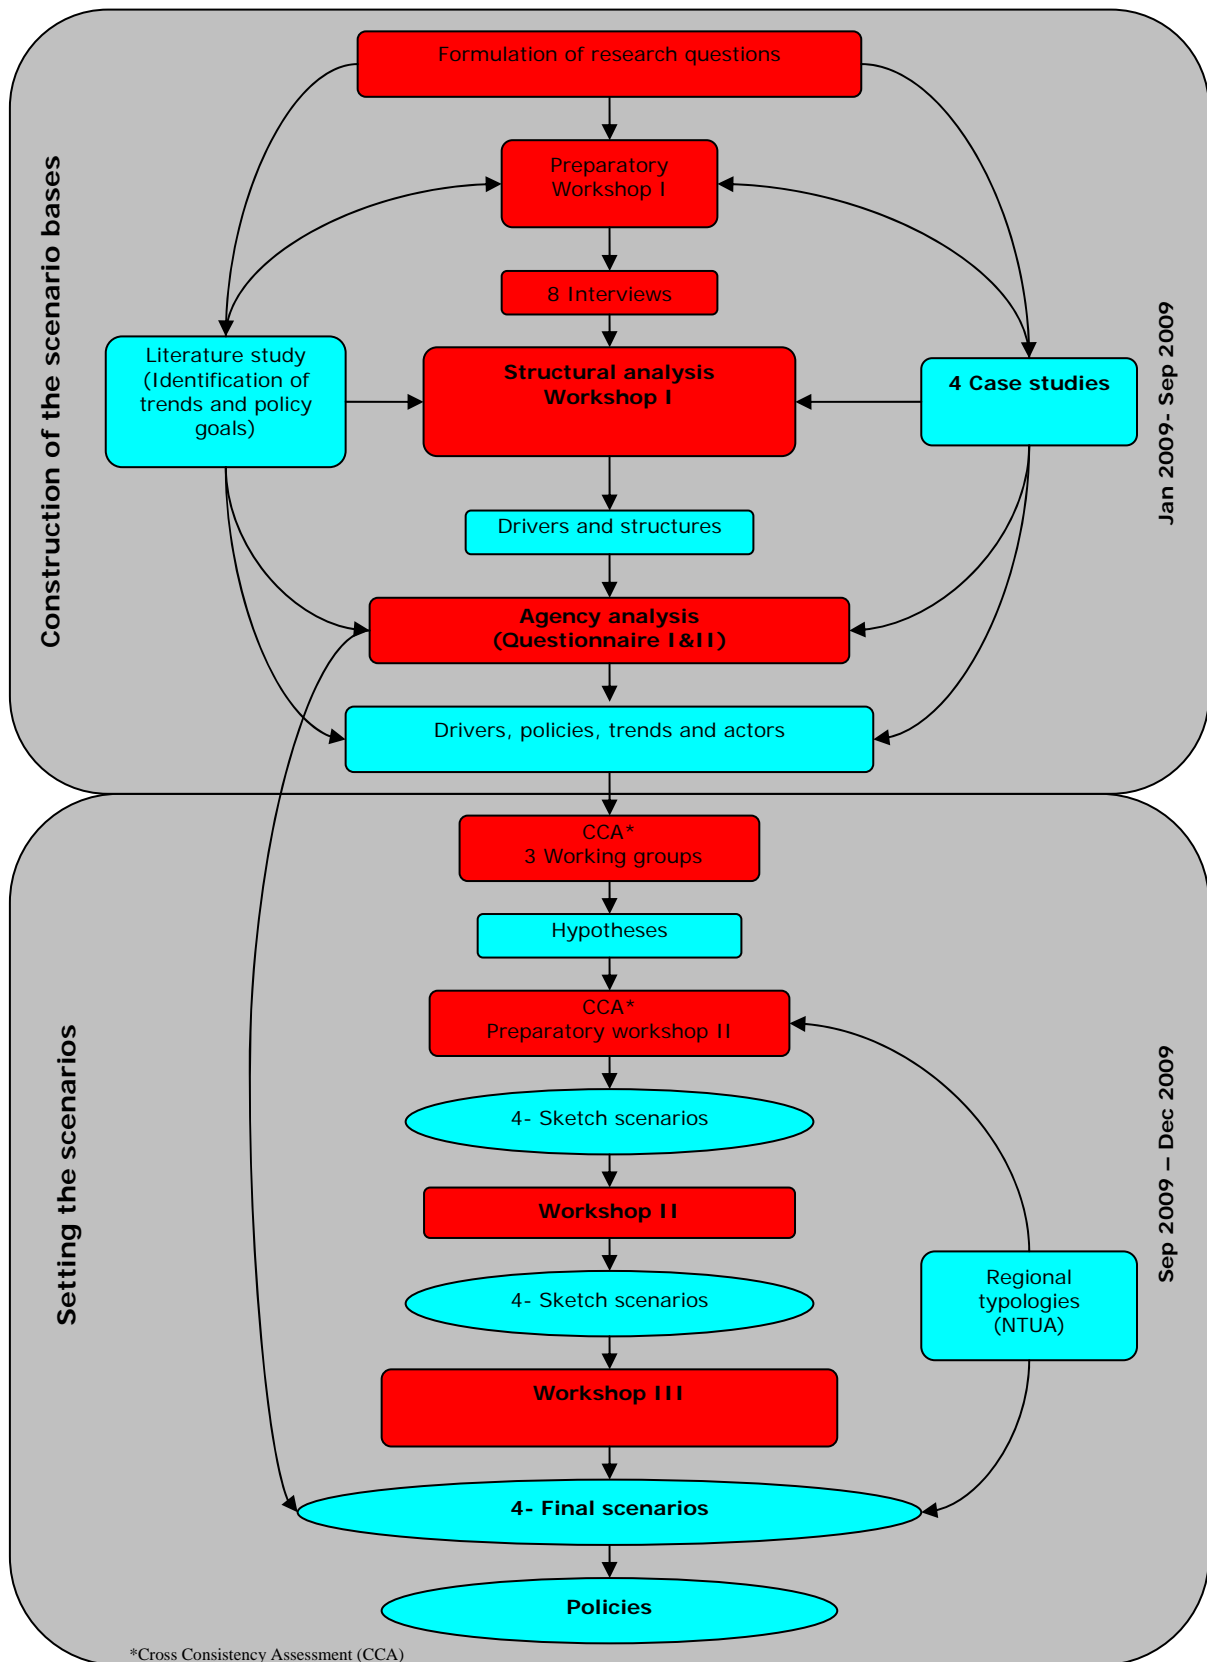 Construction of the scenario bases
Jan 2009- Sep 2009
Formulation of research questions
Preparatory
Workshop I
8 Interviews
Literature study
(Identification of
trends and policy
goals)
Structural analysis
Workshop I
4 Case studies
Drivers and structures
Agency analysis
(Questionnaire I&II)
Drivers, policies, trends and actors
Setting the scenarios
Sep 2009 – Dec 2009
CCA*
3 Working groups
Hypotheses
CCA*
Preparatory workshop II
4- Sketch scenarios
Workshop II
4- Sketch scenarios
Regional
typologies
(NTUA)
Workshop III
4- Final scenarios
Policies
*Cross Consistency Assessment (CCA)